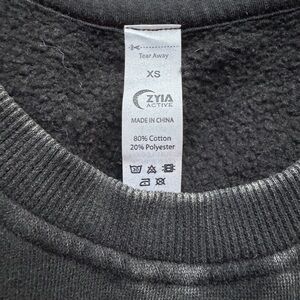 Tear Away
XS
ZYIA
ACTIVE
MADE IN CHINA
80% Cotton
20% Polyester